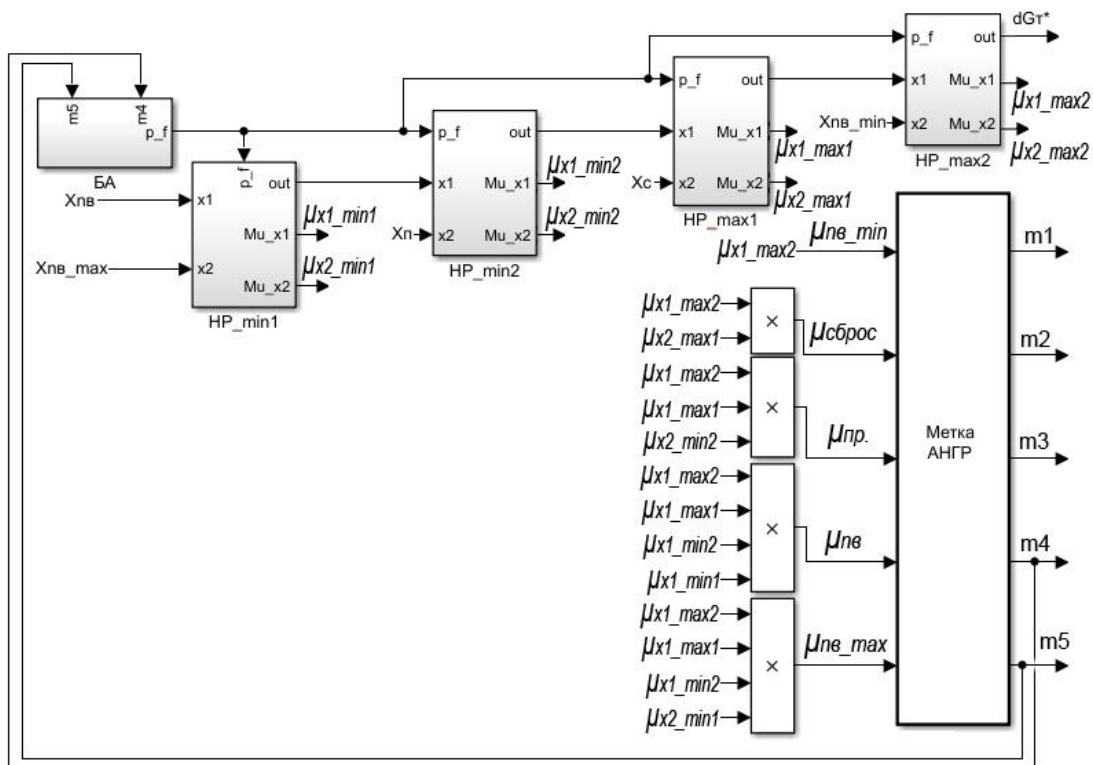 dGт*
p_f
out
x1
Mu_x1
μx1_max2
Xпв_min
x2
Mu_x2
μx2_max2
HP_max2
p_f
out
x1
Mu_x1
μx1_max1
Xc
x2
Mu_x2
μx2_max1
HP_max1
m5
m4
p_f
БА
p_f
out
x1
Mu_x1
μx1_min2
Xп
x2
Mu_x2
μx2_min2
HP_min2
p_f
out
Xпв
x1
Mu_x1
μx1_min1
Xпв_max
x2
Mu_x2
μx2_min1
HP_min1
μx1_max2
μпв_min
m1
μx1_max2
μx2_max1
×
μсброс
m2
μx1_max2
μx1_max1
μx2_min2
×
μпр.
m3
Метка
АНГР
μx1_max2
μx1_max1
μx1_min2
μx1_min1
×
μпв
m4
μx1_max2
μx1_max1
μx1_min2
μx2_min1
×
μпв_max
m5